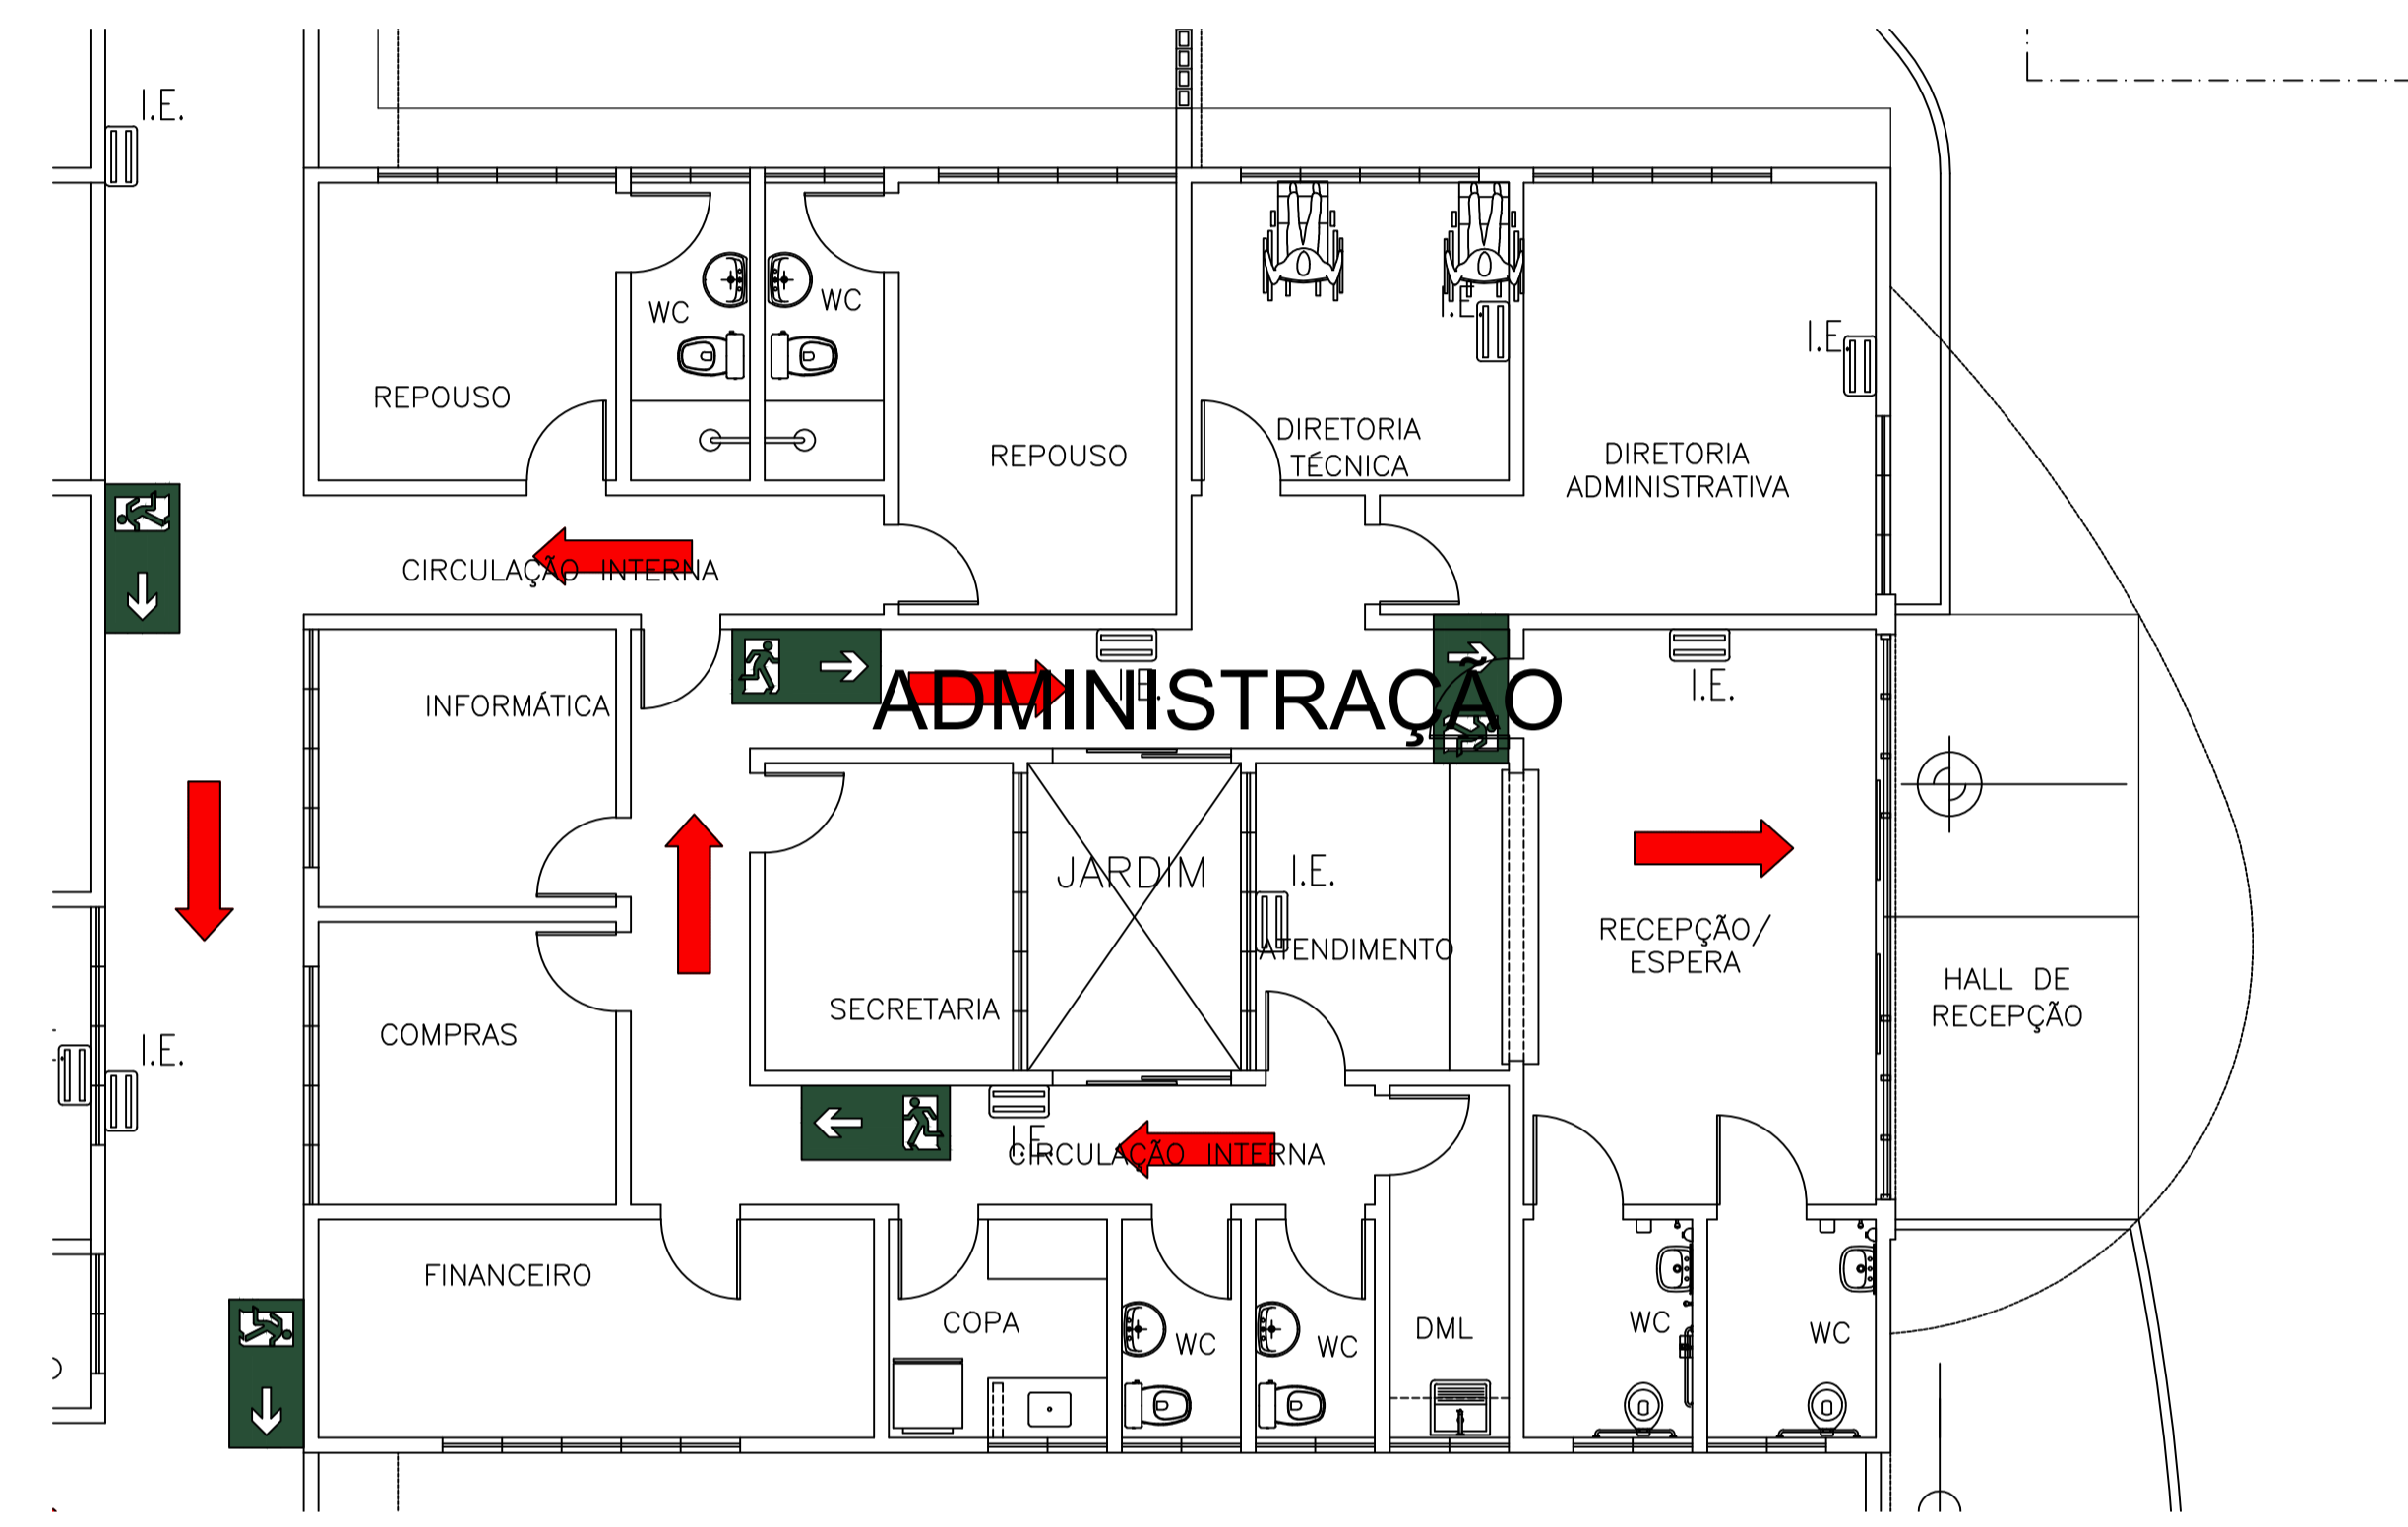 I.E.
WC
WC
I.E.
I.E.
REPOUSO
REPOUSO
DIRETORIA
TÉCNICA
DIRETORIA
ADMINISTRATIVA
CIRCULAÇÃO INTERNA
INFORMÁTICA
I.E.
ADMINISTRAÇÃO
I.E.
JARDIM
I.E.
ATENDIMENTO
RECEPÇÃO/
ESPERA
SECRETARIA
HALL DE
RECEPÇÃO
COMPRAS
I.E.
I.E.
CIRCULAÇÃO INTERNA
FINANCEIRO
COPA
WC
WC
DML
WC
WC